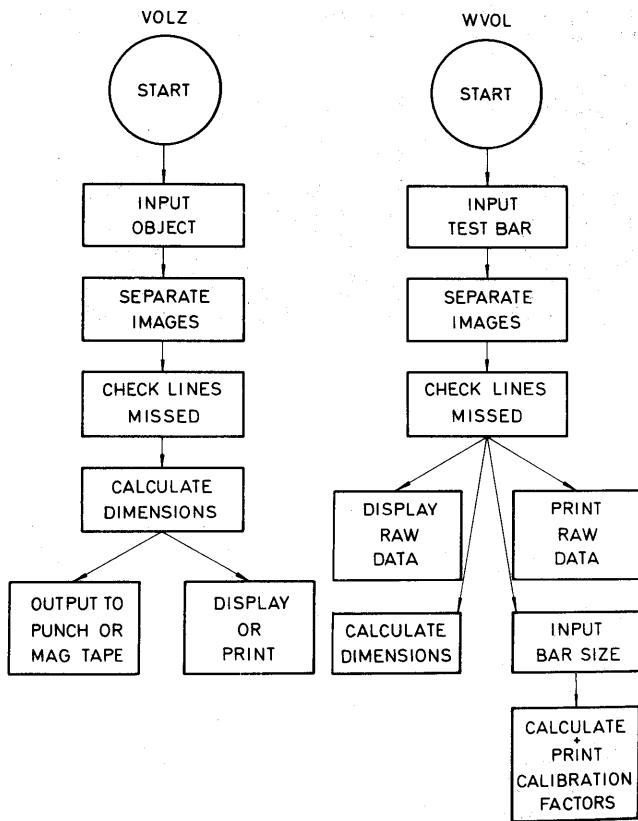 VOLZ
START
INPUT
OBJECT
SEPARATE
IMAGES
CHECK LINES
MISSED
CALCULATE
DIMENSIONS
OUTPUT TO
PUNCH OR
MAG TAPE
DISPLAY
OR
PRINT
WVOL
START
INPUT
TEST BAR
SEPARATE
IMAGES
CHECK LINES
MISSED
DISPLAY
RAW
DATA
PRINT
RAW
DATA
CALCULATE
DIMENSIONS
INPUT
BAR SIZE
CALCULATE
+
PRINT
CALIBRATION
FACTORS